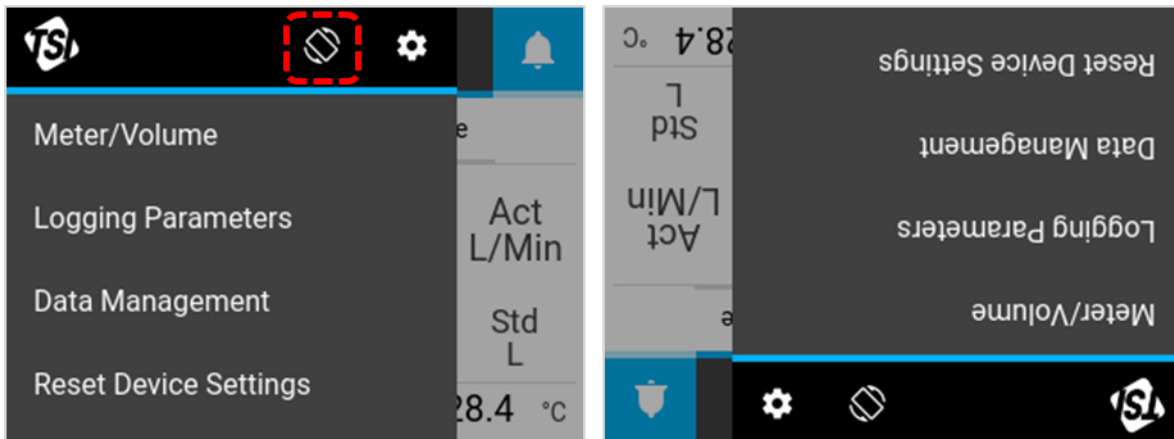 TSI
Meter/Volume
Logging Parameters
Data Management
Reset Device Settings
e
Act
L/Min
Std
L
28.4 °C
TSI
Meter/Volume
Logging Parameters
Data Management
Reset Device Settings
e
Act
L/Min
Std
L
28.4 °C